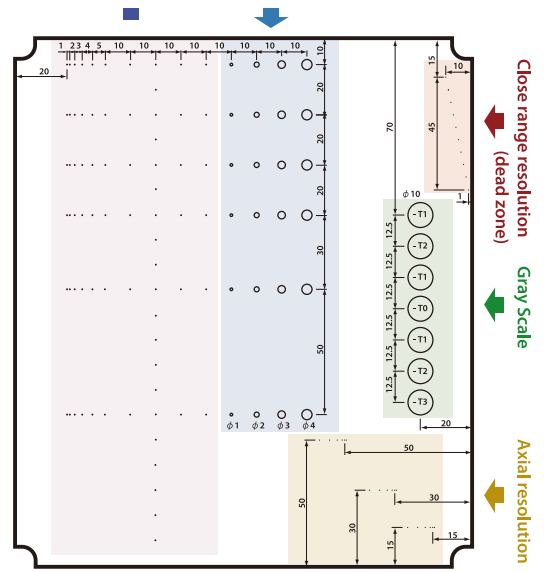 1 2 3 4 5 10 10 10 10 10 10 10 10
10
15
10
20
20
20
20
30
50
70
45
1
Close range resolution
(dead zone)
ϕ10
-T1
-T2
-T1
-T0
-T1
-T2
-T3
12.5
12.5
12.5
12.5
12.5
12.5
Gray Scale
20
ϕ1 ϕ2 ϕ3 ϕ4
50
50
30
30
15
15
Axial resolution